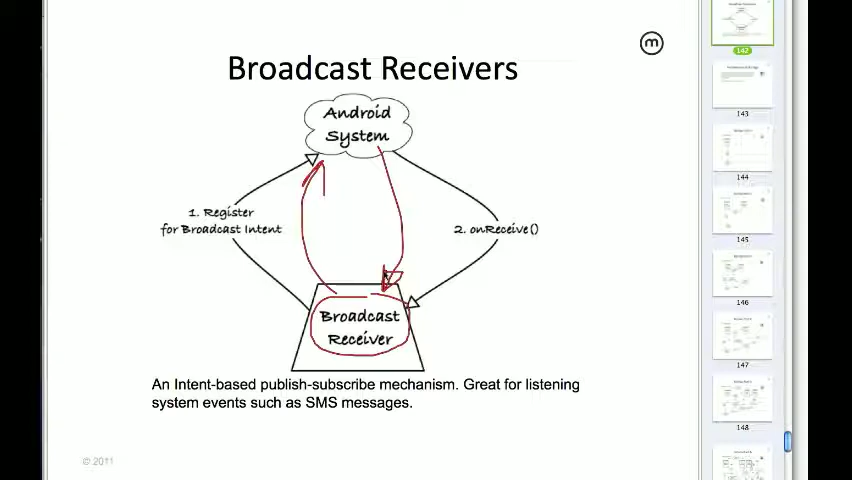 m
Broadcast Receivers
Android
System
1. Register
for Broadcast Intent
2. onReceive()
Broadcast
Receiver
An Intent-based publish-subscribe mechanism. Great for listening
system events such as SMS messages.
© 2011
142
143
144
145
146
147
148